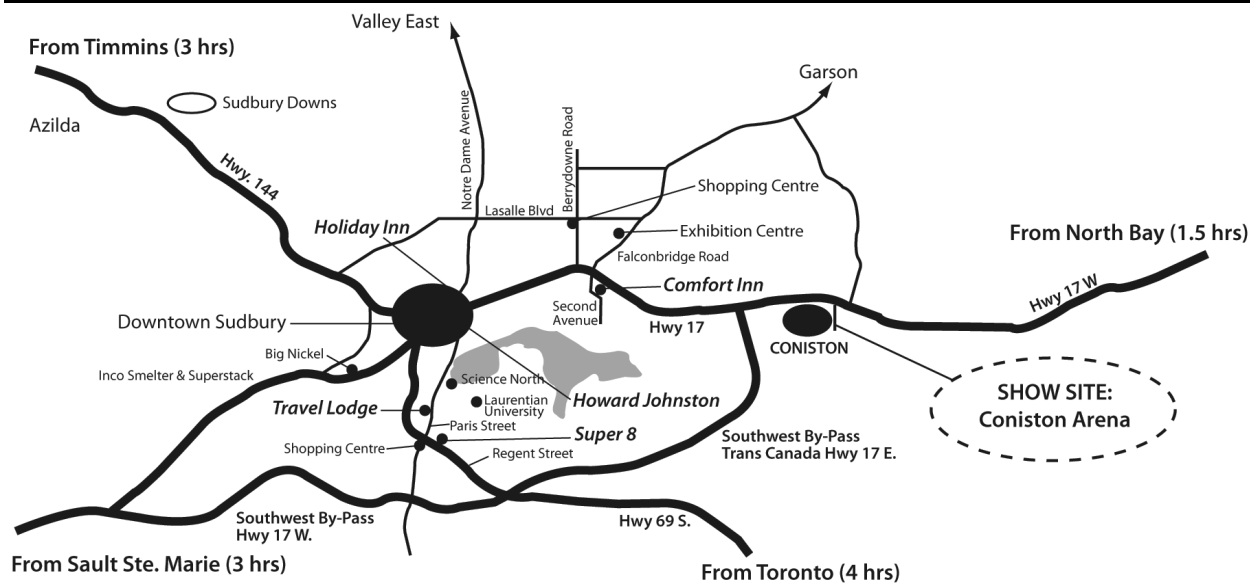 Valley East
From Timmins (3 hrs)
Garson
Sudbury Downs
Azilda
Notre Dame Avenue
Berrydowne Road
Hwy. 144
Shopping Centre
Lasalle Blvd
Holiday Inn
Exhibition Centre
From North Bay (1.5 hrs)
Falconbridge Road
Comfort Inn
Hwy 17 W
Second
Avenue
Downtown Sudbury
Hwy 17
CONISTON
Big Nickel
Inco Smelter & Superstack
Science North
SHOW SITE:
Coniston Arena
Laurentian
University
Howard Johnston
Travel Lodge
Paris Street
Super 8
Shopping Centre
Regent Street
Southwest By-Pass
Trans Canada Hwy 17 E.
Southwest By-Pass
Hwy 17 W.
Hwy 69 S.
From Sault Ste. Marie (3 hrs)
From Toronto (4 hrs)